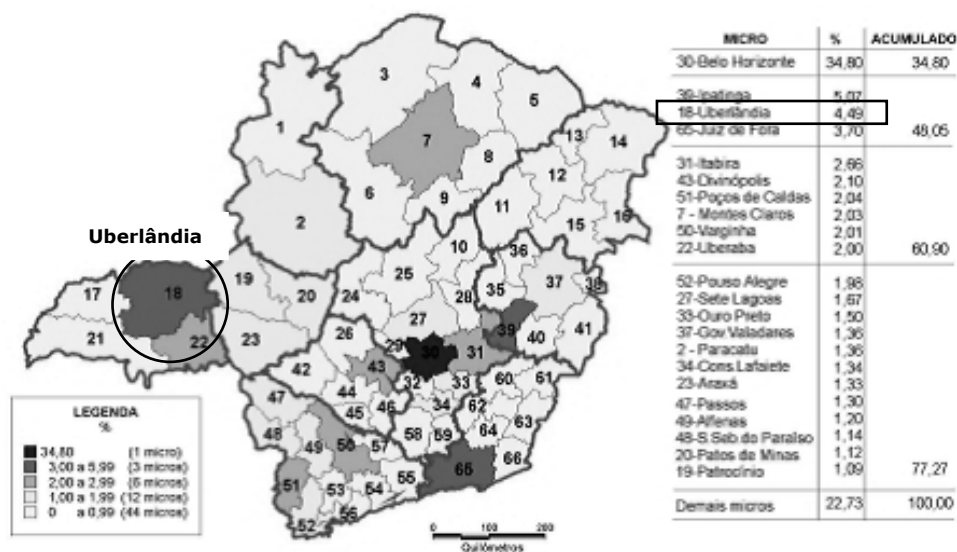 MICRO % ACUMULADO
30-Belo Horizonte 34,80 34,80
39-Ipatinga 5,07
18-Uberlândia 4,49
65-Juiz de Fora 3,70 48,05
31-Itabira 2,66
43-Divinópolis 2,10
51-Poços de Caldas 2,04
7 - Montes Claros 2,03
50-Varginha 2,01
22-Uberaba 2,00 60,90
52-Pouso Alegre 1,98
27-Sete Lagoas 1,67
33-Ouro Preto 1,50
37-Gov Valadares 1,36
2 - Paracatu 1,36
34-Cons.Lafaiete 1,34
23-Araxá 1,33
47-Passos 1,30
49-Alfenas 1,20
48-S.Seb.do Paraíso 1,14
20-Patos de Minas 1,12
19-Patrocínio 1,09 77,27
Demais micros 22,73 100,00
Uberlândia
3
4
5
1
7
13
14
8
12
6
9
11
2
15
16
10
36
19
25
37
38
17
18
20
24
28
35
27
39
41
21
22
23
26
29
30
31
40
42
43
32
33
60
61
47
44
46
34
62
45
63
48
49
50
57
58
59
64
66
51
53
54
55
65
52
56
LEGENDA
%
34,80 (1 micro)
3,00 a 5,99 (3 micros)
2,00 a 2,99 (6 micros)
1,00 a 1,99 (12 micros)
0 a 0,99 (44 micros)
0 100 200
Quilômetros